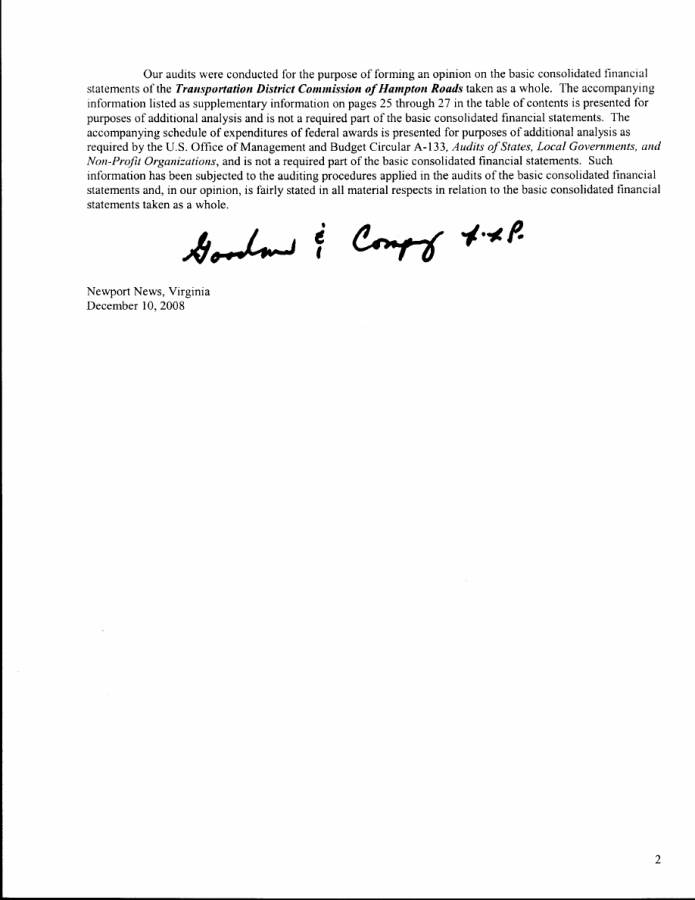 Our audits were conducted for the purpose of forming an opinion on the basic consolidated financial
statements of the Transportation District Commission of Hampton Roads taken as a whole. The accompanying
information listed as supplementary information on pages 25 through 27 in the table of contents is presented for
purposes of additional analysis and is not a required part of the basic consolidated financial statements. The
accompanying schedule of expenditures of federal awards is presented for purposes of additional analysis as
required by the U.S. Office of Management and Budget Circular A-133, Audits of States, Local Governments, and
Non-Profit Organizations, and is not a required part of the basic consolidated financial statements. Such
information has been subjected to the auditing procedures applied in the audits of the basic consolidated financial
statements and, in our opinion, is fairly stated in all material respects in relation to the basic consolidated financial
statements taken as a whole.
Goodman & Company L.L.P.
Newport News, Virginia
December 10, 2008
2